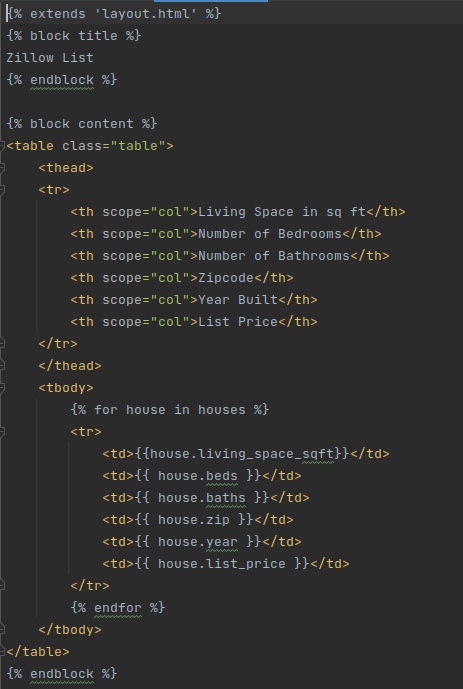 {% extends 'layout.html' %}
{% block title %}
Zillow List
{% endblock %}

{% block content %}
<table class="table">
    <thead>
    <tr>
        <th scope="col">Living Space in sq ft</th>
        <th scope="col">Number of Bedrooms</th>
        <th scope="col">Number of Bathrooms</th>
        <th scope="col">Zipcode</th>
        <th scope="col">Year Built</th>
        <th scope="col">List Price</th>
    </tr>
    </thead>
    <tbody>
        {% for house in houses %}
        <tr>
            <td>{{house.living_space_sqft}}</td>
            <td>{{ house.beds }}</td>
            <td>{{ house.baths }}</td>
            <td>{{ house.zip }}</td>
            <td>{{ house.year }}</td>
            <td>{{ house.list_price }}</td>
        </tr>
        {% endfor %}
    </tbody>
</table>
{% endblock %}